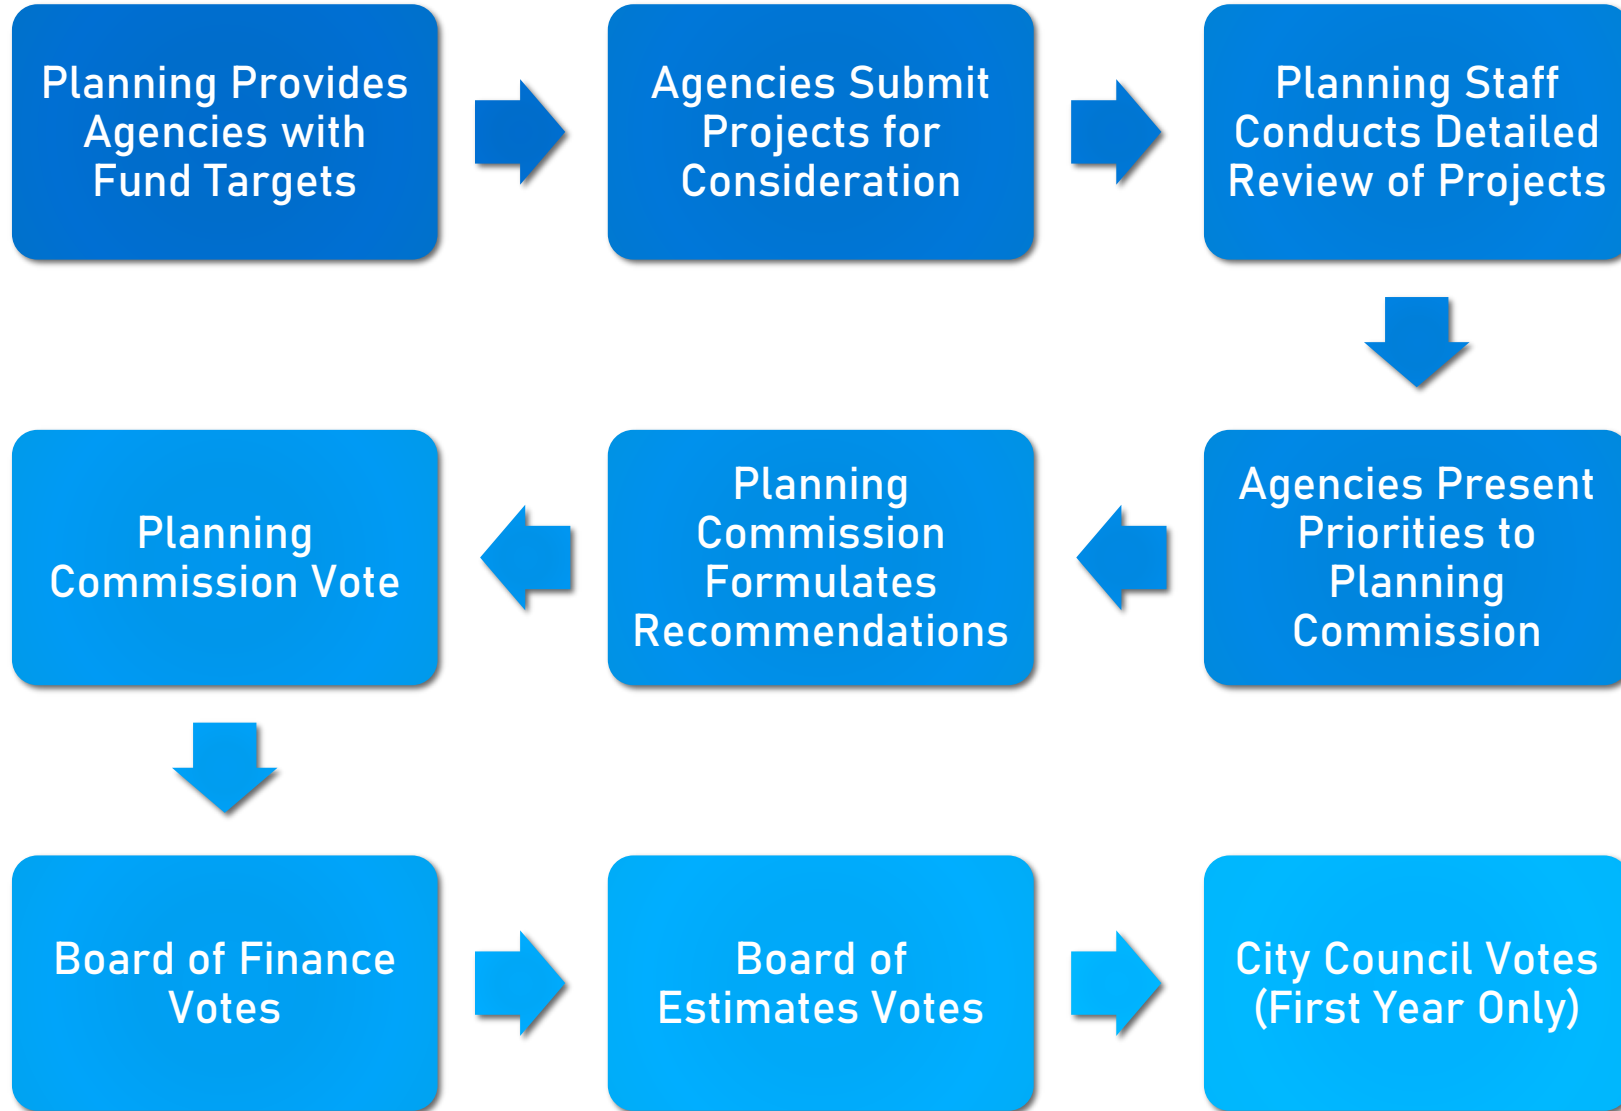 Planning Provides
Agencies with
Fund Targets
Agencies Submit
Projects for
Consideration
Planning Staff
Conducts Detailed
Review of Projects
Agencies Present
Priorities to
Planning
Commission
Planning
Commission
Formulates
Recommendations
Planning
Commission Vote
Board of Finance
Votes
Board of
Estimates Votes
City Council Votes
(First Year Only)